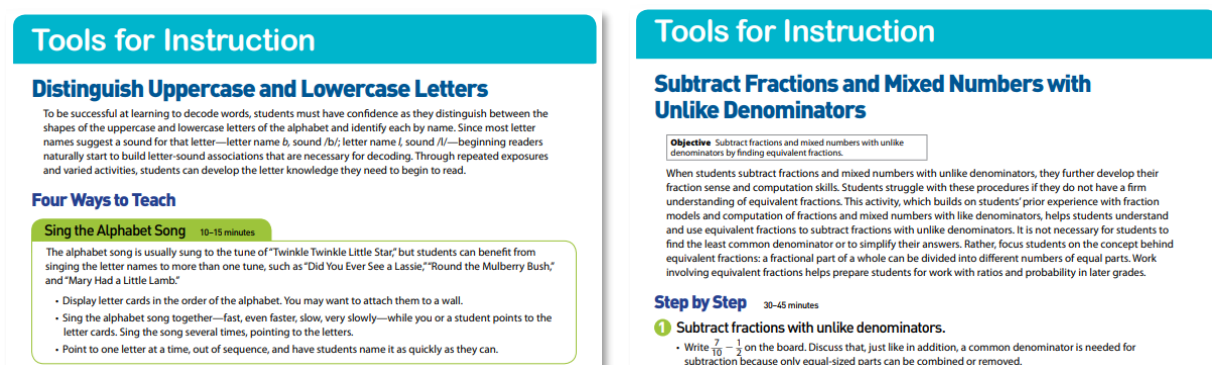 Tools for Instruction
Distinguish Uppercase and Lowercase Letters
To be successful at learning to decode words, students must have confidence as they distinguish between the
shapes of the uppercase and lowercase letters of the alphabet and identify each by name. Since most letter
names suggest a sound for that letter—letter name b, sound /b/; letter name l, sound /l/—beginning readers
naturally start to build letter-sound associations that are necessary for decoding. Through repeated exposures
and varied activities, students can develop the letter knowledge they need to begin to read.
Four Ways to Teach
Sing the Alphabet Song 10–15 minutes
The alphabet song is usually sung to the tune of "Twinkle Twinkle Little Star," but students can benefit from
singing the letter names to more than one tune, such as "Did You Ever See a Lassie," "Round the Mulberry Bush,"
and "Mary Had a Little Lamb."
• Display letter cards in the order of the alphabet. You may want to attach them to a wall.
• Sing the alphabet song together—fast, even faster, slow, very slowly—while you or a student points to the
letter cards. Sing the song several times, pointing to the letters.
• Point to one letter at a time, out of sequence, and have students name it as quickly as they can.
Tools for Instruction
Subtract Fractions and Mixed Numbers with
Unlike Denominators
Objective Subtract fractions and mixed numbers with unlike
denominators by finding equivalent fractions.
When students subtract fractions and mixed numbers with unlike denominators, they further develop their
fraction sense and computation skills. Students struggle with these procedures if they do not have a firm
understanding of equivalent fractions. This activity, which builds on students' prior experience with fraction
models and computation of fractions and mixed numbers with like denominators, helps students understand
and use equivalent fractions to subtract fractions with unlike denominators. It is not necessary for students to
find the least common denominator or to simplify their answers. Rather, focus students on the concept behind
equivalent fractions: a fractional part of a whole can be divided into different numbers of equal parts. Work
involving equivalent fractions helps prepare students for work with ratios and probability in later grades.
Step by Step 30–45 minutes
1 Subtract fractions with unlike denominators.
• Write 7/10 − 1/2 on the board. Discuss that, just like in addition, a common denominator is needed for
subtraction because only equal-sized parts can be combined or removed.